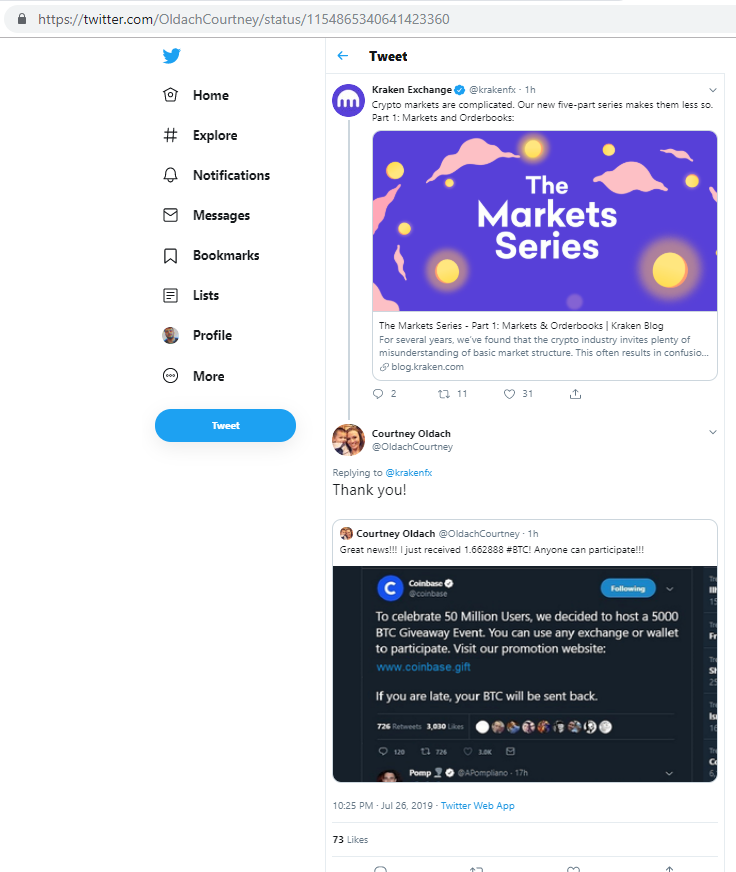 https://twitter.com/OldachCourtney/status/1154865340641423360
Home
Explore
Notifications
Messages
Bookmarks
Lists
Profile
More
Tweet
Tweet
Kraken Exchange @krakenfx · 1h
Crypto markets are complicated. Our new five-part series makes them less so.
Part 1: Markets and Orderbooks:
The
Markets
Series
The Markets Series - Part 1: Markets & Orderbooks | Kraken Blog
For several years, we've found that the crypto industry invites plenty of
misunderstanding of basic market structure. This often results in confusio...
blog.kraken.com
2 11 31
Courtney Oldach
@OldachCourtney
Replying to @krakenfx
Thank you!
Courtney Oldach @OldachCourtney · 1h
Great news!!! I just received 1.662888 #BTC! Anyone can participate!!!
Coinbase
@coinbase
Following
To celebrate 50 Million Users, we decided to host a 5000
BTC Giveaway Event. You can use any exchange or wallet
to participate. Visit our promotion website:
www.coinbase.gift
If you are late, your BTC will be sent back.
726 Retweets 3,030 Likes
120 726 3.0K
Pomp @APompliano · 17h
10:25 PM · Jul 26, 2019 · Twitter Web App
73 Likes